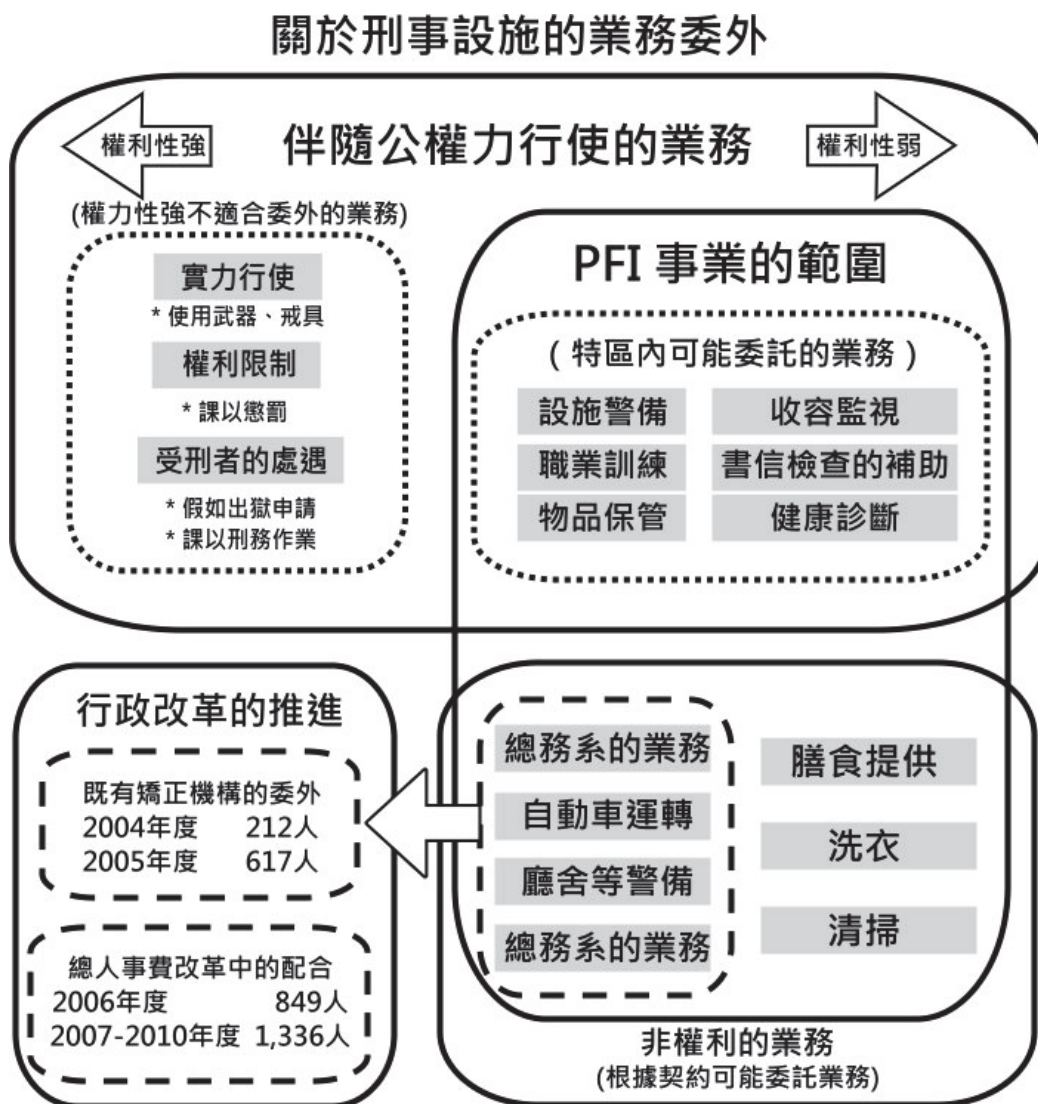 關於刑事設施的業務委外
權利性強
伴隨公權力行使的業務
權利性弱
(權力性強不適合委外的業務)
實力行使
* 使用武器、戒具
權利限制
* 課以懲罰
受刑者的處遇
* 假如出獄申請
* 課以刑務作業
PFI 事業的範圍
( 特區內可能委託的業務 )
設施警備
收容監視
職業訓練
書信檢查的補助
物品保管
健康診斷
行政改革的推進
既有矯正機構的委外
2004年度 212人
2005年度 617人
總人事費改革中的配合
2006年度 849人
2007-2010年度 1,336人
總務系的業務
自動車運轉
廳舍等警備
總務系的業務
膳食提供
洗衣
清掃
非權利的業務
(根據契約可能委託業務)